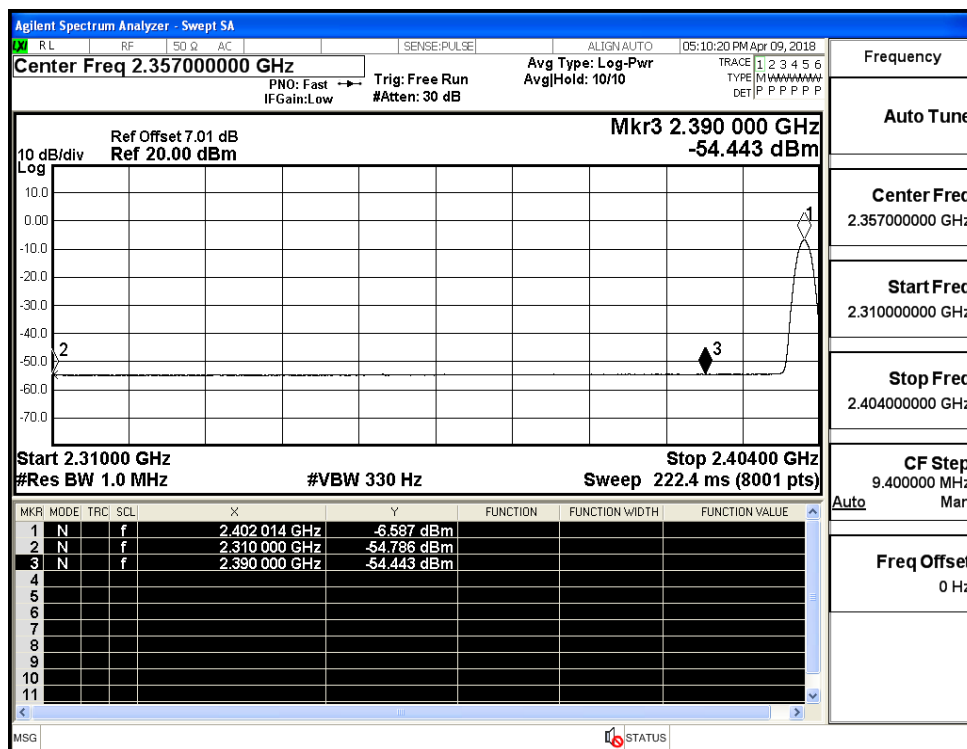 Agilent Spectrum Analyzer - Swept SA
LXI RL RF 50 Ω AC SENSE:PULSE ALIGN AUTO 05:10:20 PM Apr 09, 2018
Center Freq 2.357000000 GHz
PNO: Fast
IFGain:Low
Trig: Free Run
#Atten: 30 dB
Avg Type: Log-Pwr
Avg|Hold: 10/10
TRACE 1 2 3 4 5 6
TYPE M WWWWW
DET P P P P P P
Ref Offset 7.01 dB
10 dB/div Ref 20.00 dBm
Log
Mkr3 2.390 000 GHz
-54.443 dBm
10.0
0.00
-10.0
-20.0
-30.0
-40.0
-50.0
-60.0
-70.0
1
2
3
Start 2.31000 GHz Stop 2.40400 GHz
#Res BW 1.0 MHz #VBW 330 Hz Sweep 222.4 ms (8001 pts)
MKR MODE TRC SCL X Y FUNCTION FUNCTION WIDTH FUNCTION VALUE
1 N f 2.402 014 GHz -6.587 dBm
2 N f 2.310 000 GHz -54.786 dBm
3 N f 2.390 000 GHz -54.443 dBm
4
5
6
7
8
9
10
11
MSG STATUS
Frequency
Auto Tune
Center Freq
2.357000000 GHz
Start Freq
2.310000000 GHz
Stop Freq
2.404000000 GHz
CF Step
9.400000 MHz
Auto Man
Freq Offset
0 Hz